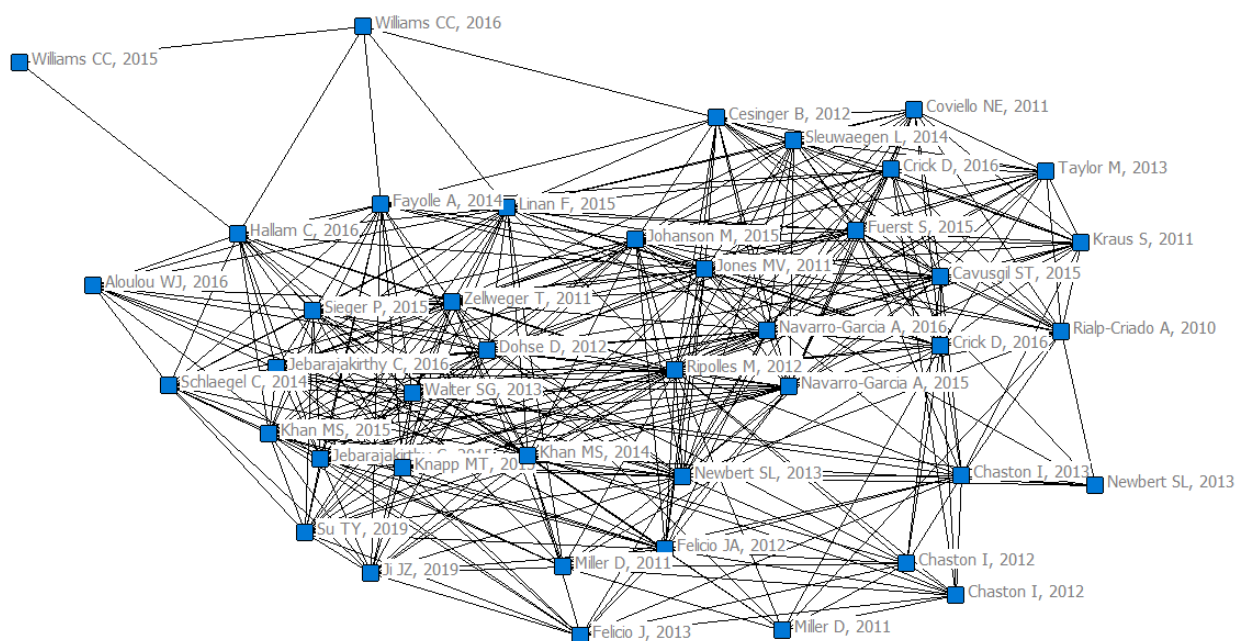 Williams CC, 2016
Williams CC, 2015
Coviello NE, 2011
Cesinger B, 2012
Sleuwaegen L, 2014
Crick D, 2016
Taylor M, 2013
Fayolle A, 2014
Linan F, 2015
Fuerst S, 2015
Hallam C, 2016
Johanson M, 2015
Kraus S, 2011
Jones MV, 2011
Cavusgil ST, 2015
Aloulou WJ, 2016
Zellweger T, 2011
Sieger P, 2015
Navarro-Garcia A, 2016
Rialp-Criado A, 2010
Crick D, 2016
Dohse D, 2012
Jebarajakirthy C, 2016
Ripolles M, 2012
Schlaegel C, 2014
Navarro-Garcia A, 2015
Walter SG, 2013
Khan MS, 2015
Khan MS, 2014
Jebarajakirthy C, 2015
Knapp MT, 2013
Chaston I, 2013
Newbert SL, 2013
Newbert SL, 2013
Su TY, 2019
Felicio JA, 2012
Chaston I, 2012
Miller D, 2011
Ji JZ, 2019
Chaston I, 2012
Miller D, 2011
Felicio J, 2013